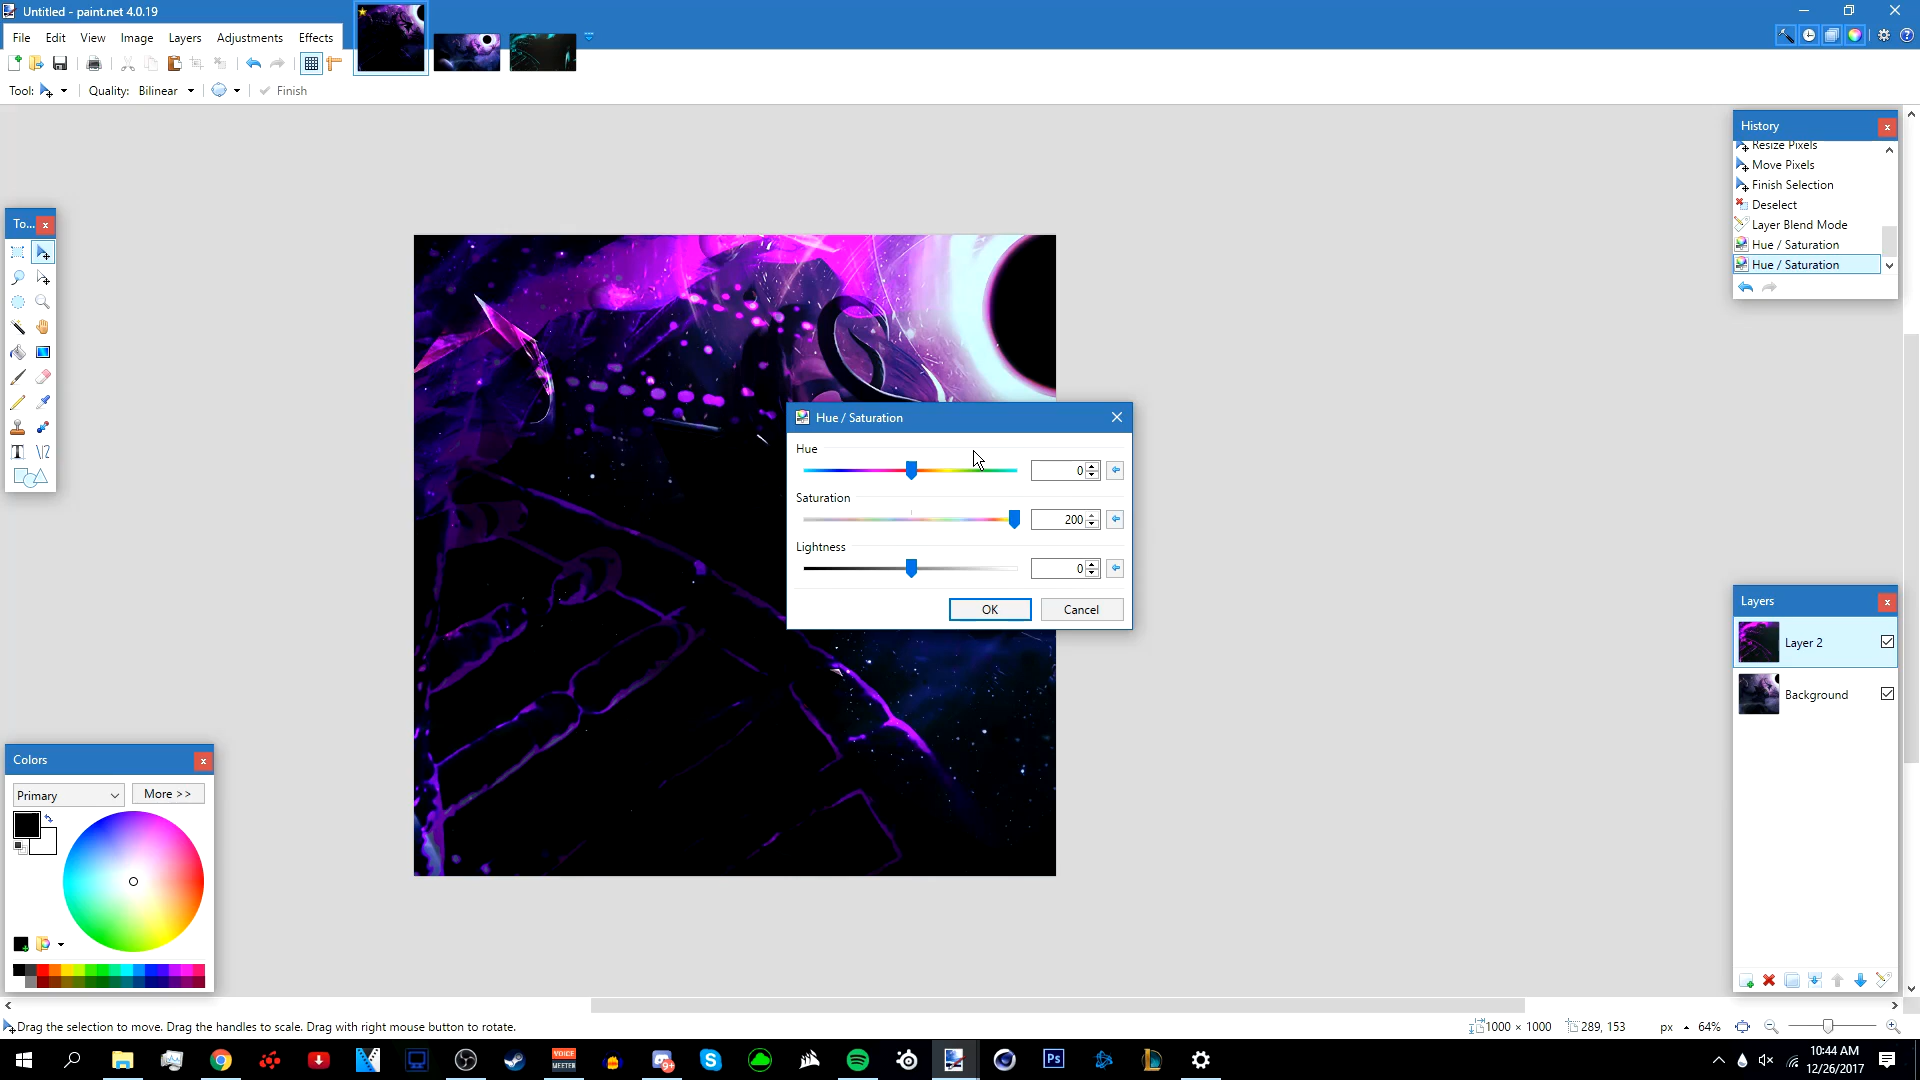 Untitled - paint.net 4.0.19
File Edit View Image Layers Adjustments Effects
Tool: Quality: Bilinear Finish
History
Resize Pixels
Move Pixels
Finish Selection
Deselect
Layer Blend Mode
Hue / Saturation
Hue / Saturation
To...
Hue / Saturation
Hue
0
Saturation
200
Lightness
0
OK Cancel
Layers
Layer 2
Background
Colors
Primary More >>
Drag the selection to move. Drag the handles to scale. Drag with right mouse button to rotate.
1000 × 1000 289, 153 px 64%
VOICE
MEETER
Ps
10:44 AM
12/26/2017